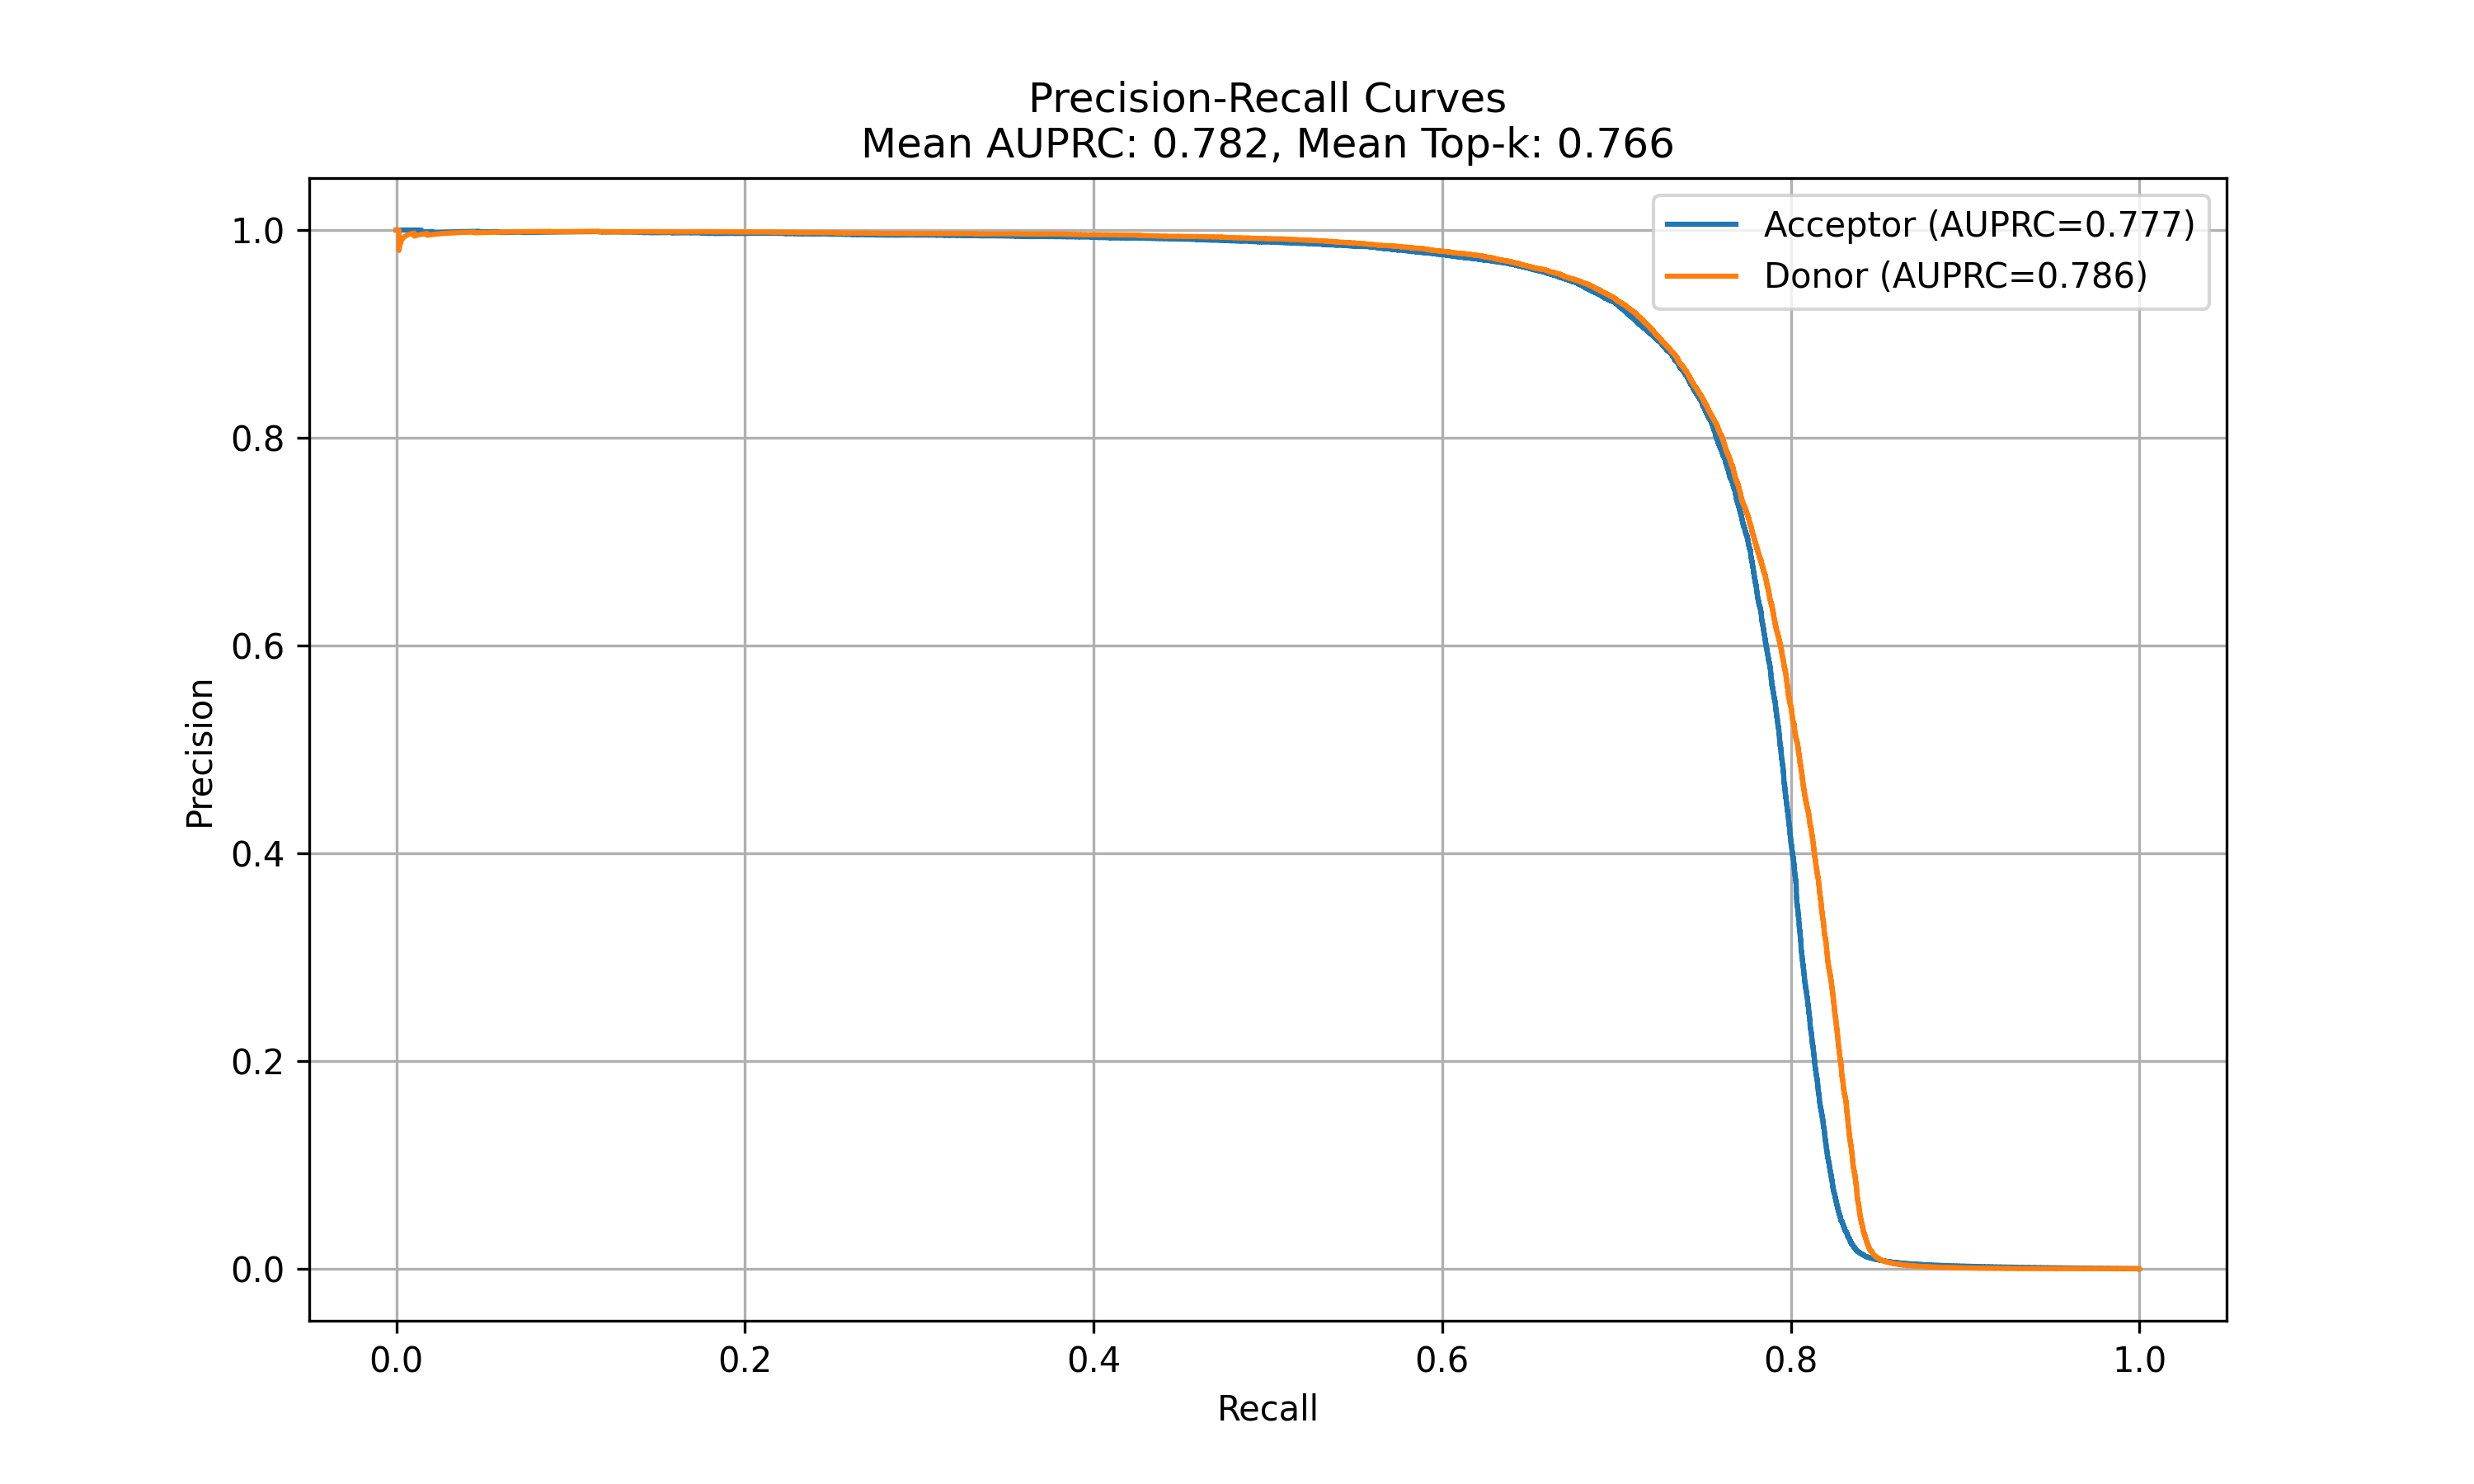 Precision-Recall Curves
Mean AUPRC: 0.782, Mean Top-k: 0.766
Acceptor (AUPRC=0.777)
Donor (AUPRC=0.786)
1.0
0.8
0.6
0.4
0.2
0.0
Precision
0.0 0.2 0.4 0.6 0.8 1.0
Recall